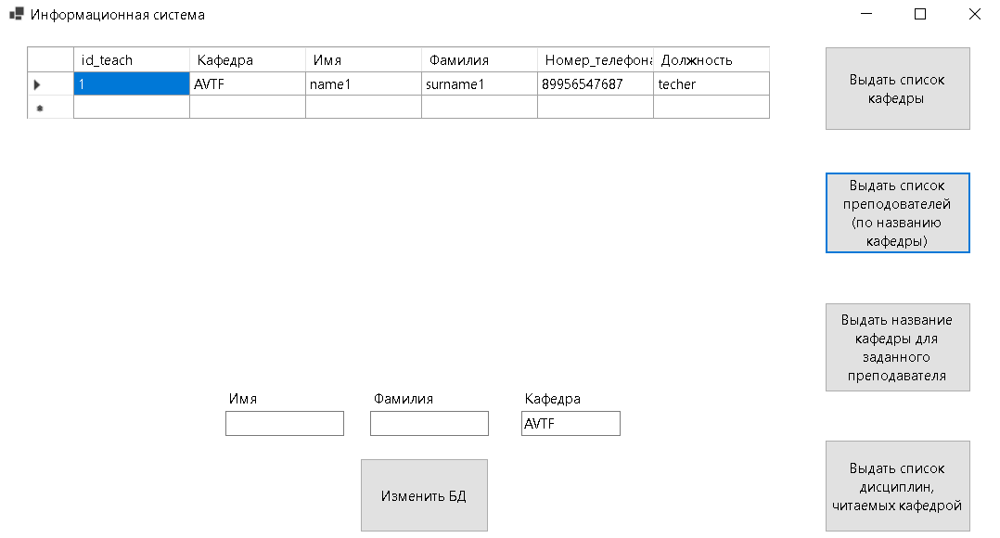 Информационная система
id_teach Кафедра Имя Фамилия Номер_телефона Должность
1 AVTF name1 surname1 89956547687 techer
Выдать список
кафедры
Выдать список
преподователей
(по названию
кафедры)
Выдать название
кафедры для
заданного
преподавателя
Имя Фамилия Кафедра
AVTF
Изменить БД
Выдать список
дисциплин,
читаемых кафедрой